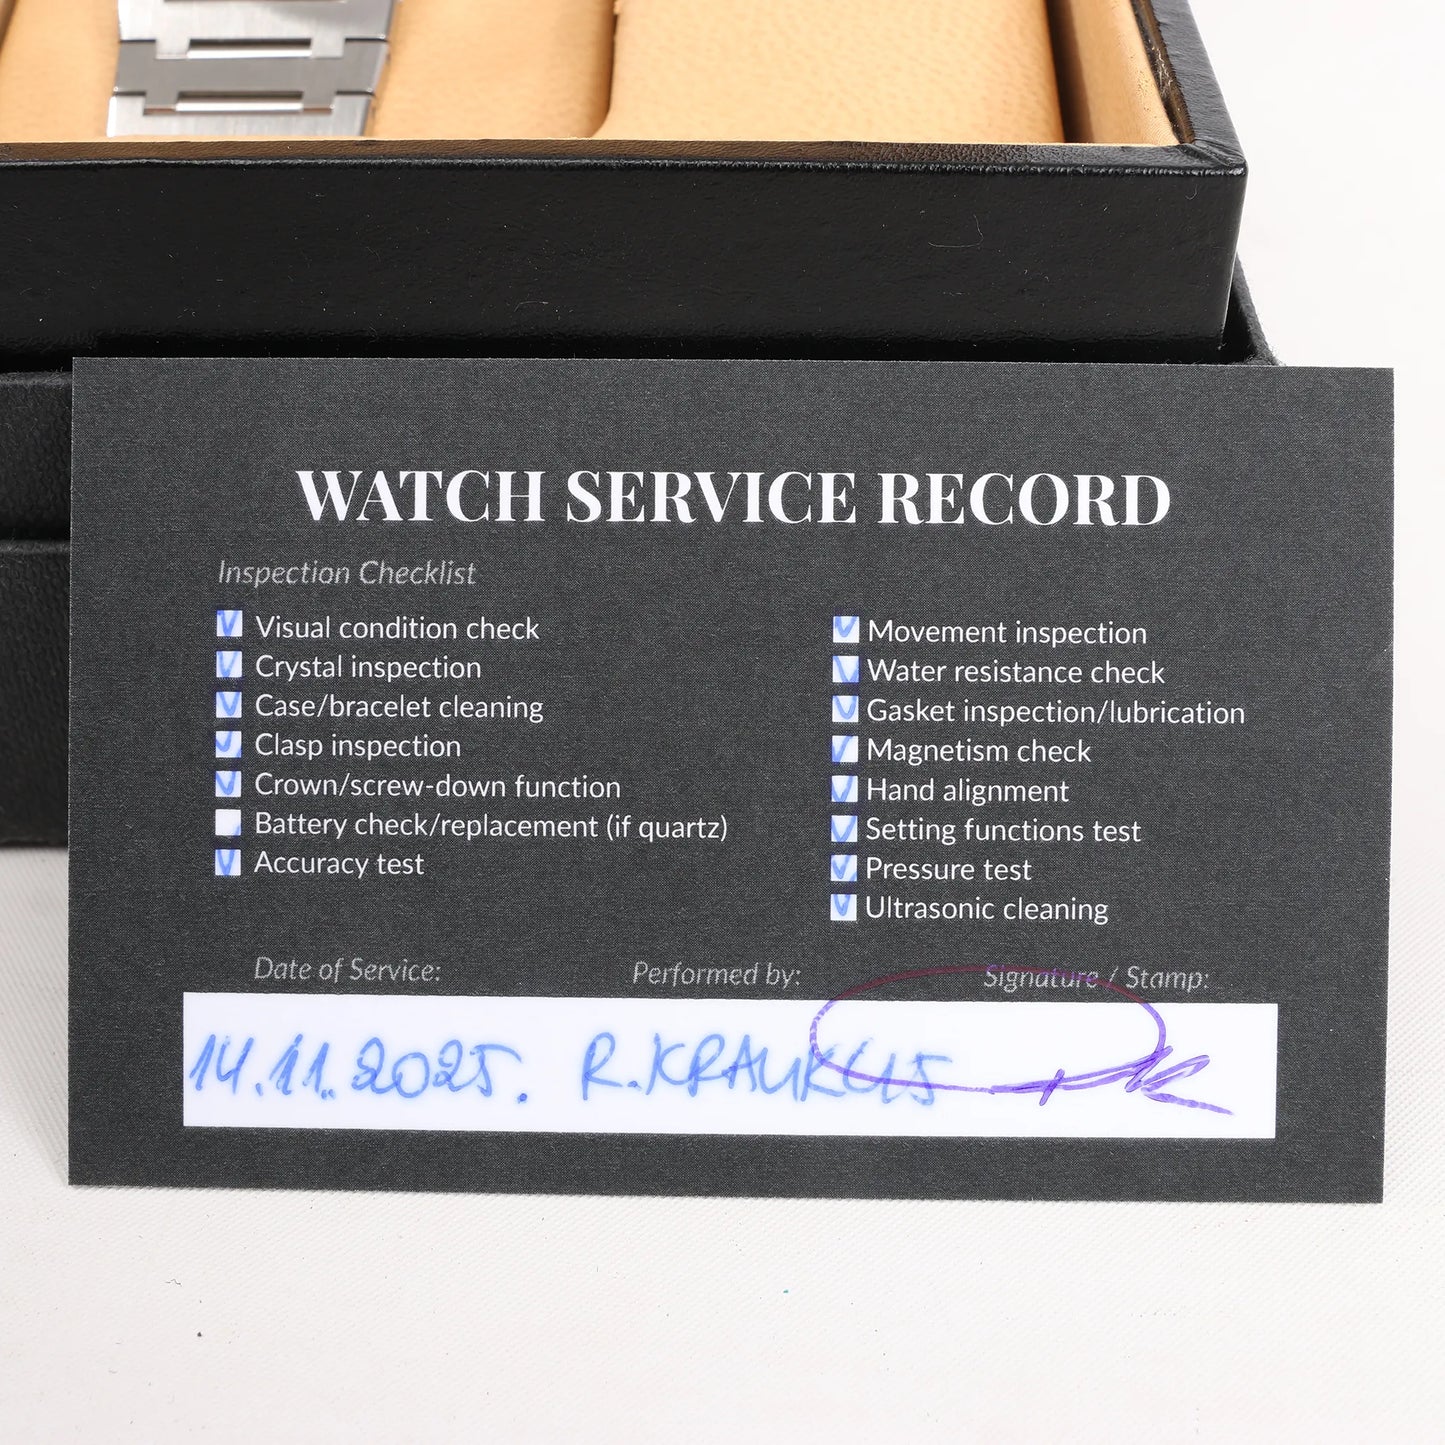 WATCH SERVICE RECORD
Inspection Checklist
Visual condition check
Crystal inspection
Case/bracelet cleaning
Clasp inspection
Crown/screw-down function
Battery check/replacement (if quartz)
Accuracy test
Movement inspection
Water resistance check
Gasket inspection/lubrication
Magnetism check
Hand alignment
Setting functions test
Pressure test
Ultrasonic cleaning
Date of Service: Performed by: Signature / Stamp:
14.11.2025. R.KRAUKLIS